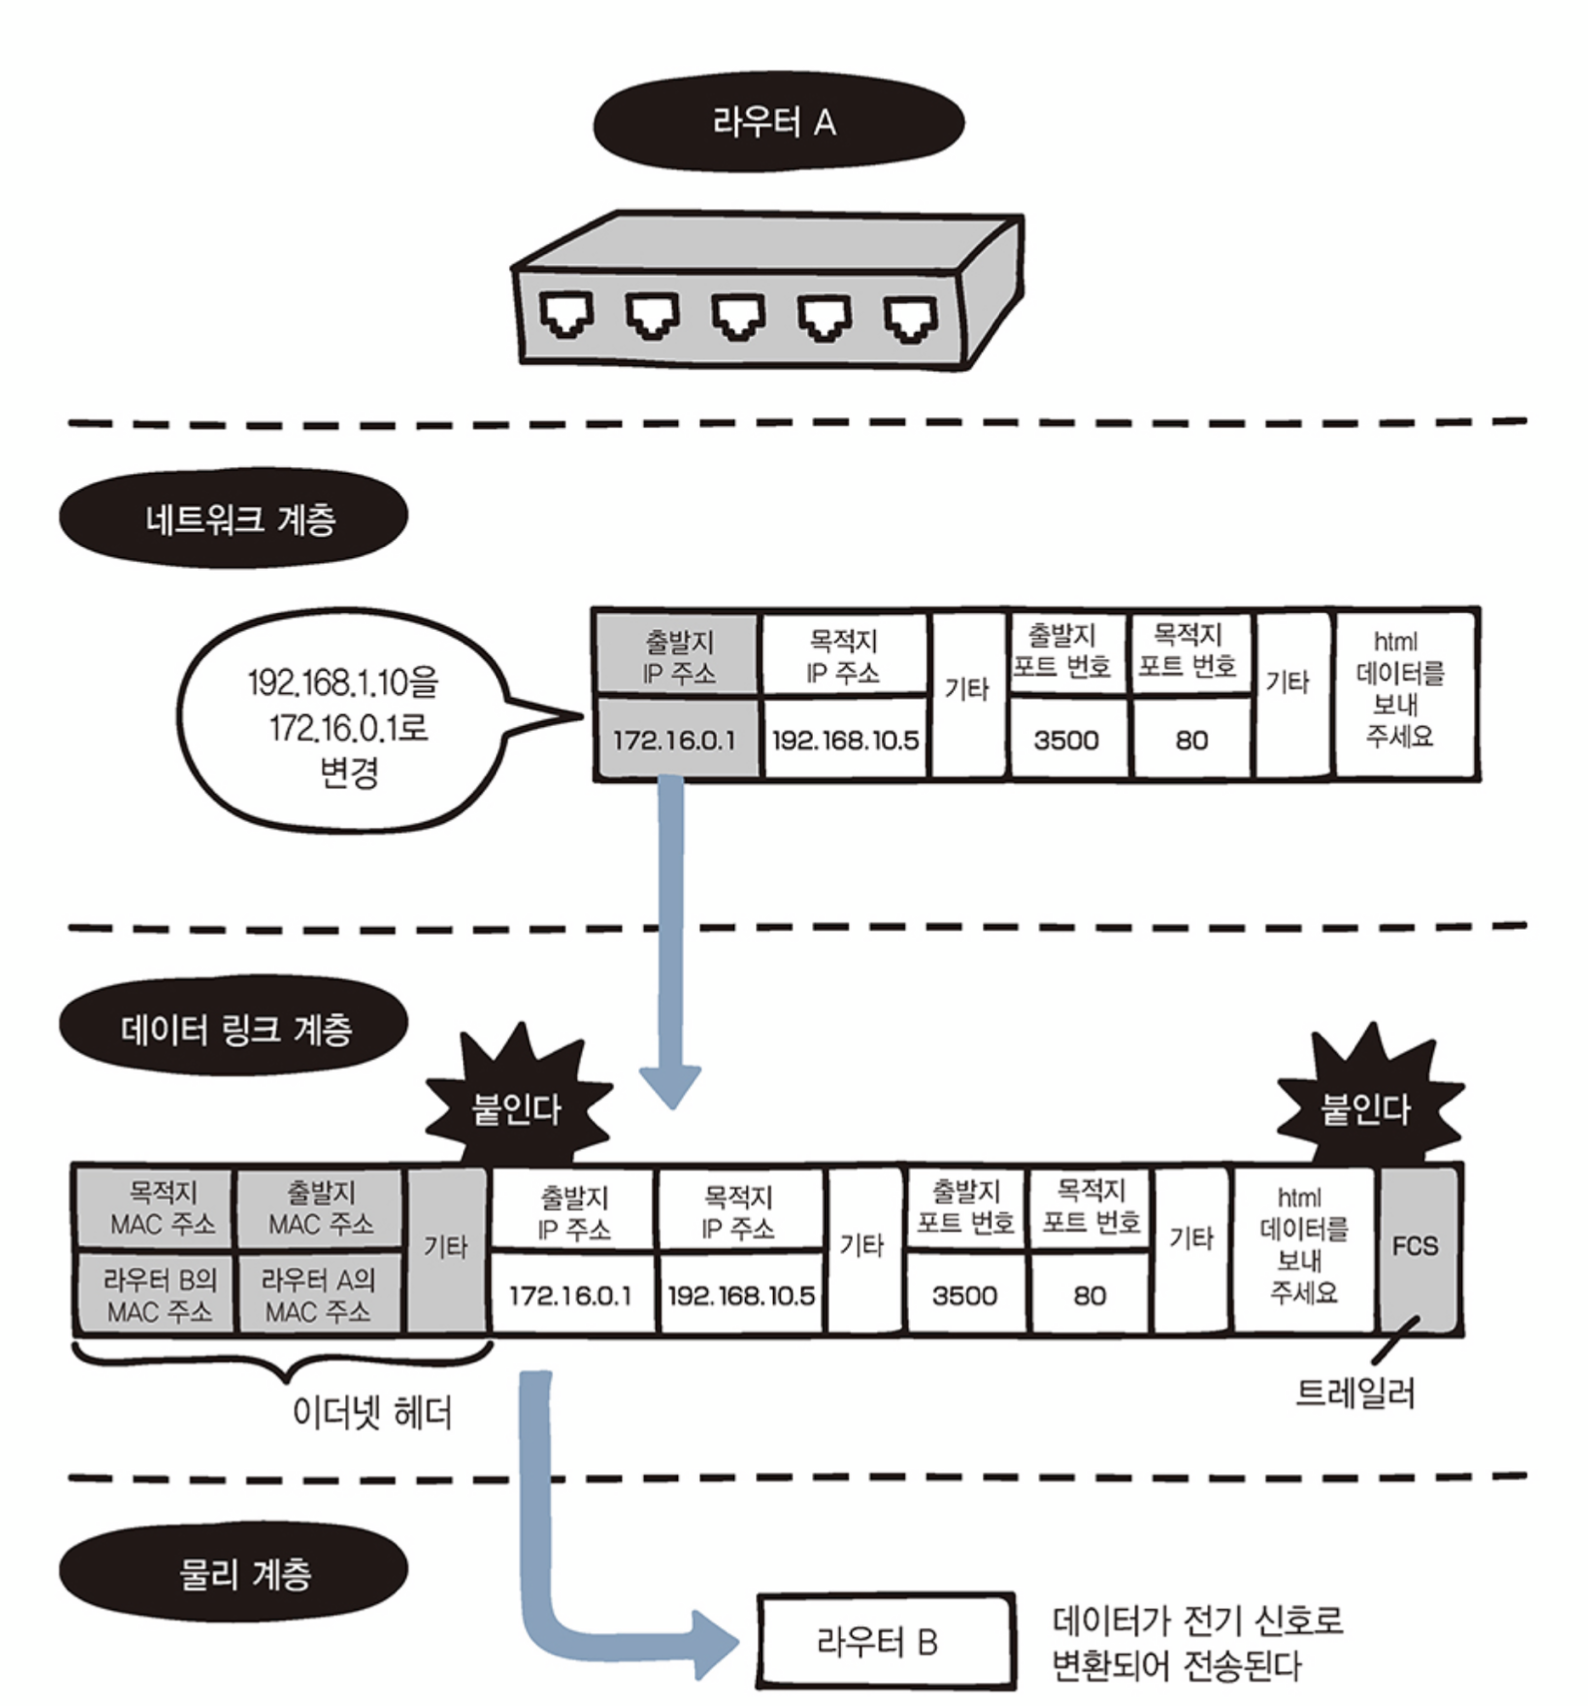 라우터 A
네트워크 계층
192.168.1.10을
172.16.0.1로
변경
출발지
IP 주소
목적지
IP 주소
기타
출발지
포트 번호
목적지
포트 번호
기타
html
데이터를
보내
주세요
172.16.0.1
192.168.10.5
3500
80
데이터 링크 계층
붙인다
붙인다
목적지
MAC 주소
출발지
MAC 주소
기타
출발지
IP 주소
목적지
IP 주소
기타
출발지
포트 번호
목적지
포트 번호
기타
html
데이터를
보내
주세요
FCS
라우터 B의
MAC 주소
라우터 A의
MAC 주소
172.16.0.1
192.168.10.5
3500
80
이더넷 헤더
트레일러
물리 계층
라우터 B
데이터가 전기 신호로
변환되어 전송된다